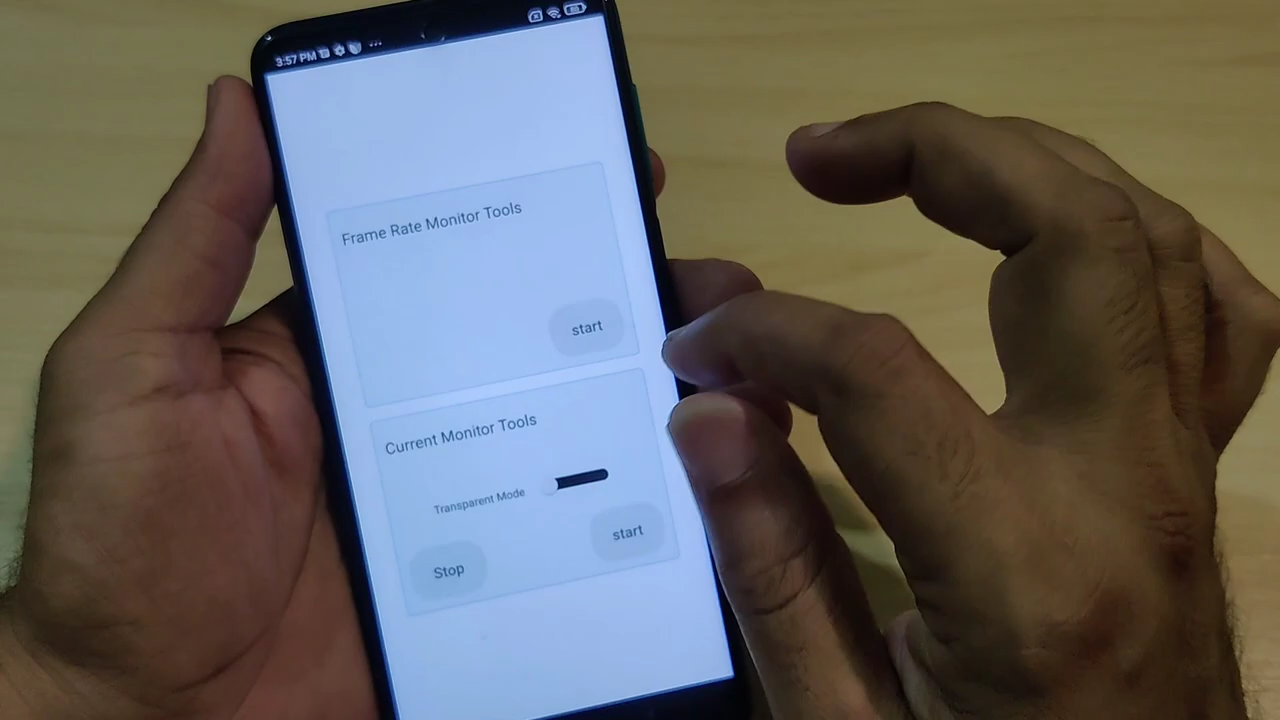 3:57 PM
Frame Rate Monitor Tools
start
Current Monitor Tools
Transparent Mode
start
Stop